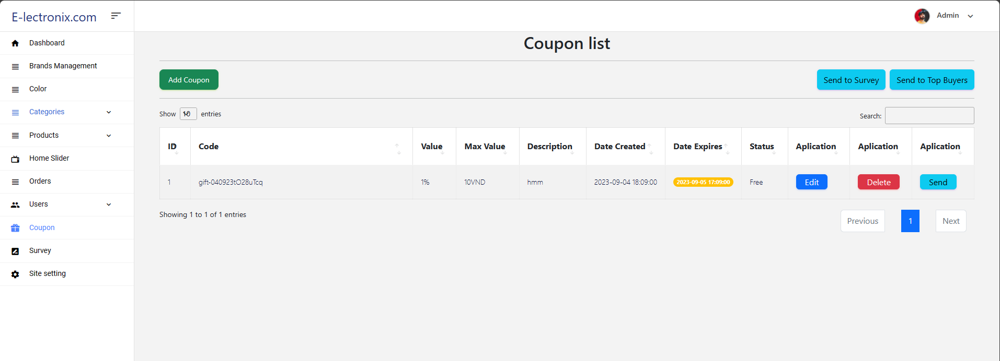 E-lectronix.com
Admin
Dashboard
Brands Management
Color
Categories
Products
Home Slider
Orders
Users
Coupon
Survey
Site setting
Coupon list
Add Coupon
Send to Survey Send to Top Buyers
Show 10 entries
Search:
ID Code Value Max Value Description Date Created Date Expires Status Aplication Aplication Aplication
1 gift-040923tO28uTcq 1% 10VND hmm 2023-09-04 18:09:00 2023-09-05 17:09:00 Free Edit Delete Send
Showing 1 to 1 of 1 entries
Previous 1 Next